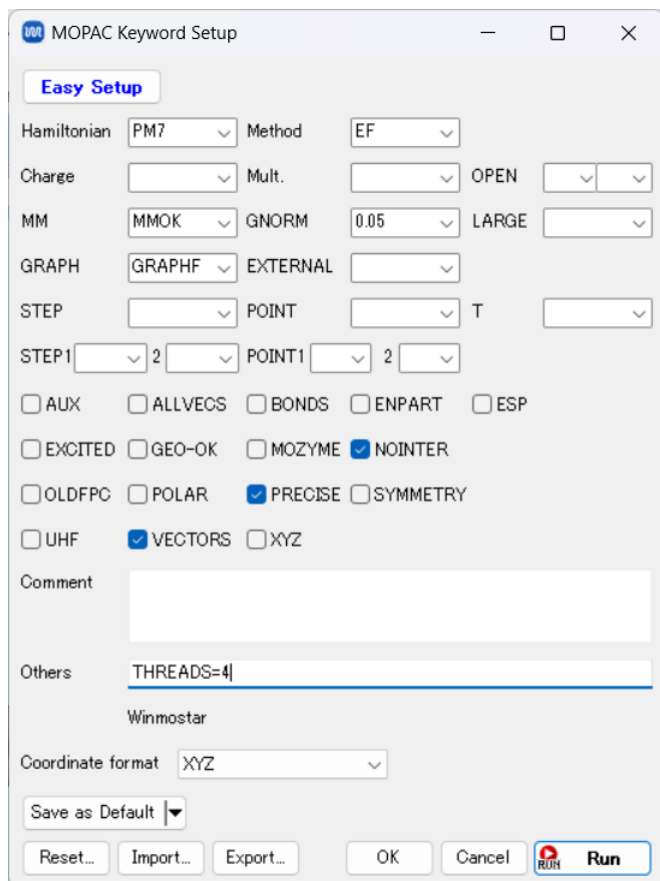 MOPAC Keyword Setup
Easy Setup
Hamiltonian PM7 Method EF
Charge Mult. OPEN
MM MMOK GNORM 0.05 LARGE
GRAPH GRAPHF EXTERNAL
STEP POINT T
STEP1 2 POINT1 2
AUX ALLVECS BONDS ENPART ESP
EXCITED GEO-OK MOZYME NOINTER
OLDFPC POLAR PRECISE SYMMETRY
UHF VECTORS XYZ
Comment
Others THREADS=4
Winmostar
Coordinate format XYZ
Save as Default
Reset... Import... Export... OK Cancel RUN Run